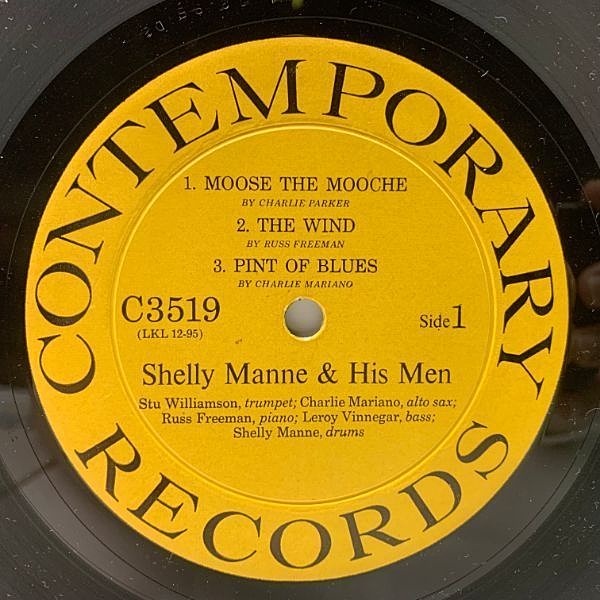 CONTEMPORARY
1. MOOSE THE MOOCHE
BY CHARLIE PARKER
2. THE WIND
BY RUSS FREEMAN
3. PINT OF BLUES
BY CHARLIE MARIANO
C3519
(LKL 12-95)
Side 1
Shelly Manne & His Men
Stu Williamson, trumpet; Charlie Mariano, alto sax;
Russ Freeman, piano; Leroy Vinnegar, bass;
Shelly Manne, drums
RECORDS